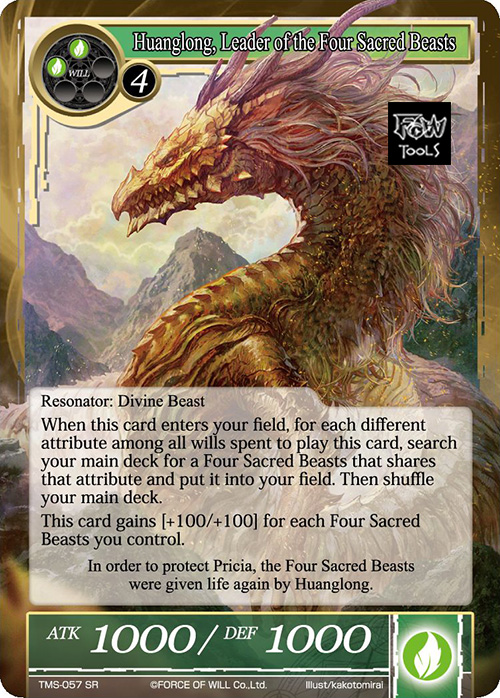 Huanglong, Leader of the Four Sacred Beasts
WILL
4
FOW
TOOLS
Resonator: Divine Beast
When this card enters your field, for each different
attribute among all wills spent to play this card, search
your main deck for a Four Sacred Beasts that shares
that attribute and put it into your field. Then shuffle
your main deck.
This card gains [+100/+100] for each Four Sacred
Beasts you control.
In order to protect Pricia, the Four Sacred Beasts
were given life again by Huanglong.
ATK 1000 / DEF 1000
TMS-057 SR ©FORCE OF WILL Co.,Ltd. Illust/kakotomirai